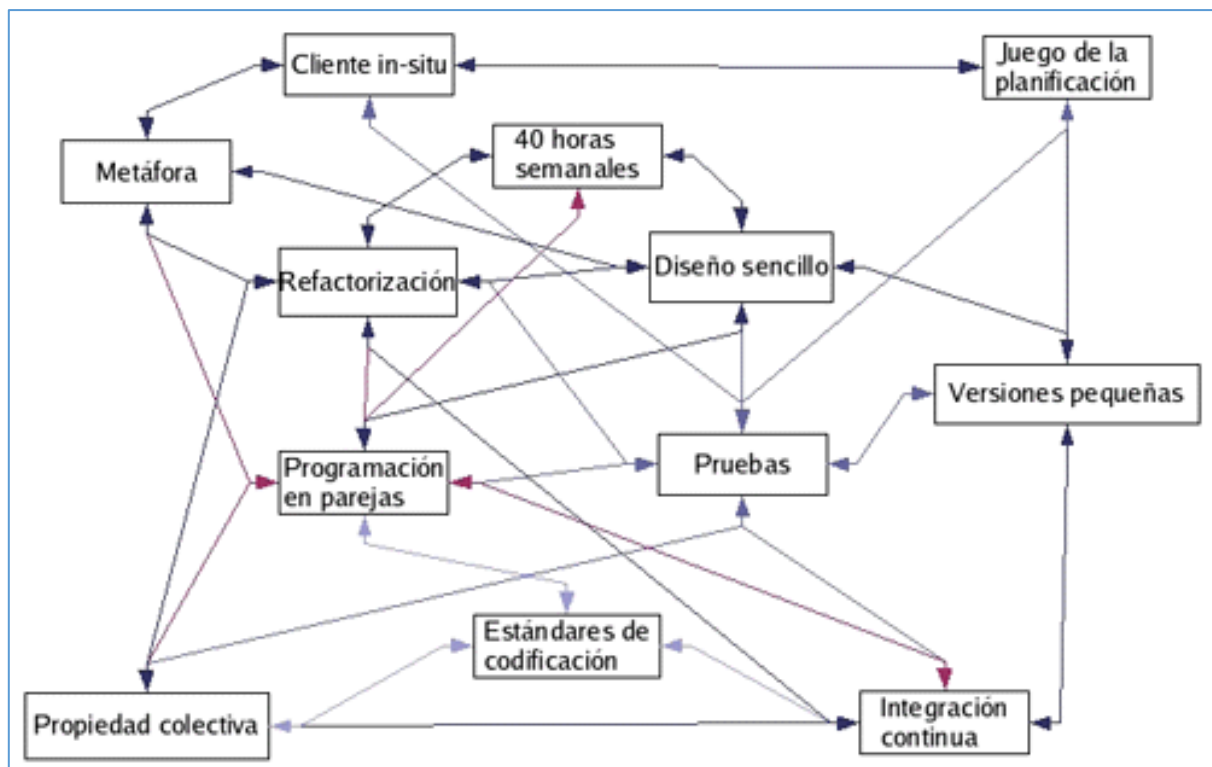 Cliente in-situ
Juego de la
planificación
40 horas
semanales
Metáfora
Refactorización
Diseño sencillo
Versiones pequeñas
Programación
en parejas
Pruebas
Estándares de
codificación
Propiedad colectiva
Integración
continua